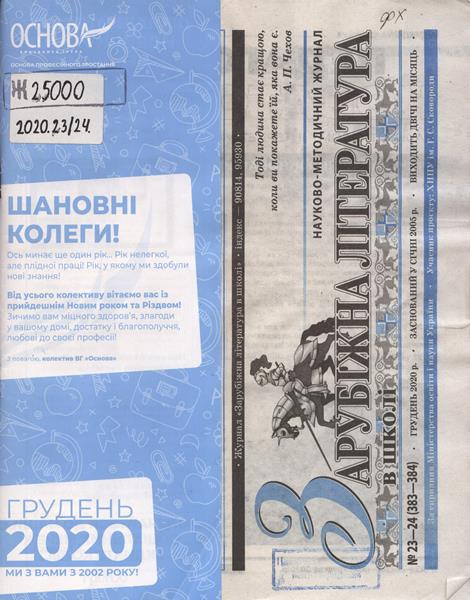 ОСНОВА
ВИДАВНИЧА ГРУПА
ОСНОВА ПРОФЕСІЙНОГО ЗРОСТАННЯ
Ж 25000
2020.23/24.
ШАНОВНІ
КОЛЕГИ!
Ось минає ще один рік... Рік нелегкої,
але плідної праці! Рік, у якому ми здобули
нові знання!
Від усього колективу вітаємо вас із
прийдешнім Новим роком та Різдвом!
Зичимо вам міцного здоров’я, злагоди
у вашому домі, достатку і благополуччя,
любові до своєї професії!
З повагою, колектив ВГ «Основа»
ГРУДЕНЬ
2020
МИ З ВАМИ З 2002 РОКУ!
фох
• Журнал «Зарубіжна література в школі» • індекс — 90814, 95930 •
Тоді людина стає кращою,
коли ви покажете їй, яка вона є.
А. П. Чехов
НАУКОВО-МЕТОДИЧНИЙ ЖУРНАЛ
ЗАРУБІЖНА ЛІТЕРАТУРА
В ШКОЛІ
№ 23—24 (383—384) • ГРУДЕНЬ 2020 р. • ЗАСНОВАНИЙ У СІЧНІ 2005 р. • ВИХОДИТЬ ДВІЧІ НА МІСЯЦЬ
За сприяння Міністерства освіти і науки України • Учасник проєкту: ХНПУ ім. Г. С. Сковороди